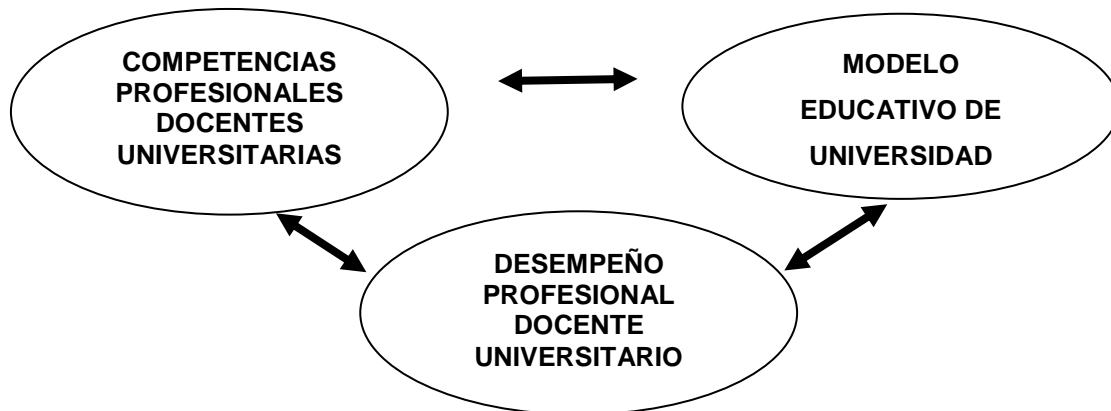 COMPETENCIAS
PROFESIONALES
DOCENTES
UNIVERSITARIAS
MODELO
EDUCATIVO DE
UNIVERSIDAD
DESEMPEÑO
PROFESIONAL
DOCENTE
UNIVERSITARIO